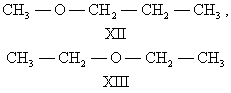 CH₃ — O — CH₂ — CH₂ — CH₃ ,
XII
CH₃ — CH₂ — O — CH₂ — CH₃
XIII